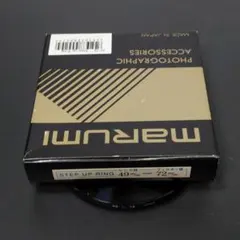 MADE IN JAPAN
PHOTOGRAPHIC
ACCESSORIES
marumi
STEP UP RING